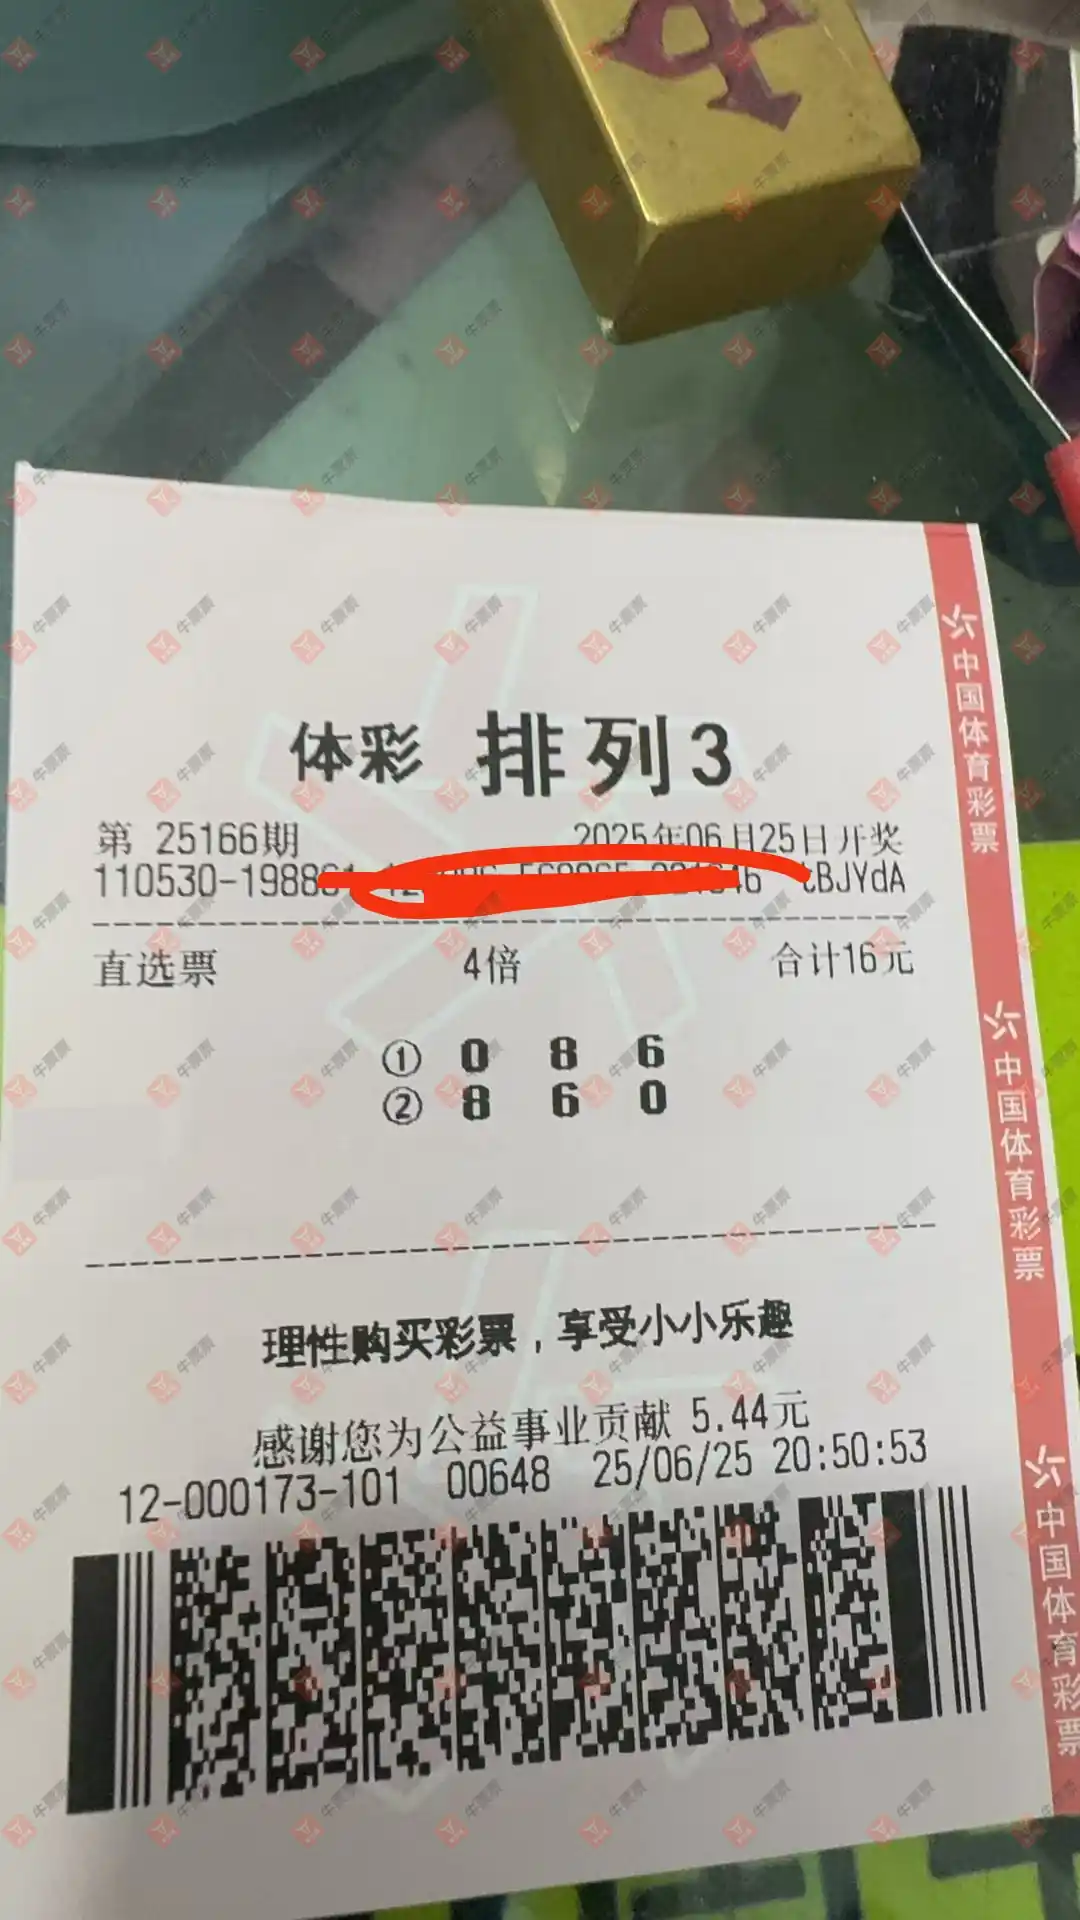 体彩 排列3
第 25166期 2025年06月25日开奖
110530-1988 tBJYdA
直选票 4倍 合计16元
① 0 8 6
② 8 6 0
理性购买彩票，享受小小乐趣
感谢您为公益事业贡献 5.44元
12-000173-101 00648 25/06/25 20:50:53
中国体育彩票
中国体育彩票
中国体育彩票
牛票票